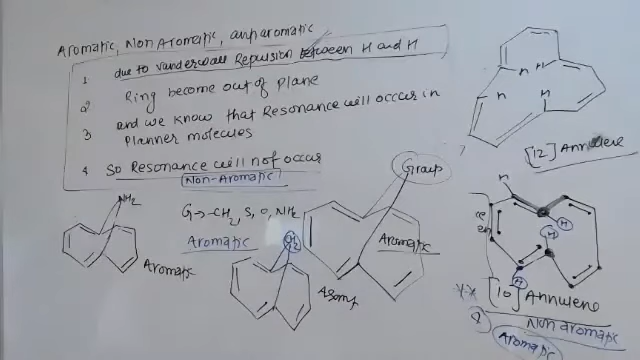 Aromatic, Non Aromatic, antiaromatic
1 due to vanderwall Repulsion between H and H
2 Ring become out of plane
3 and we know that Resonance will occur in
Planner molecules
4 so Resonance will not occur
Non-Aromatic
G → -CH2, S, O, NH
Aromatic
NH2
Aromatic
CH2
Group
Aromatic
H
H
[12] Annulene
H
H
H
H
[10] Annulene
Non aromatic
Aromatic